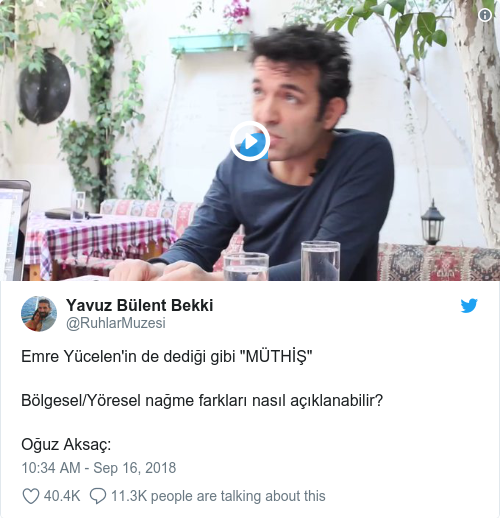 Yavuz Bülent Bekki
@RuhlarMuzesi
Emre Yücelen'in de dediği gibi "MÜTHİŞ"
Bölgesel/Yöresel nağme farkları nasıl açıklanabilir?
Oğuz Aksaç:
10:34 AM - Sep 16, 2018
40.4K 11.3K people are talking about this